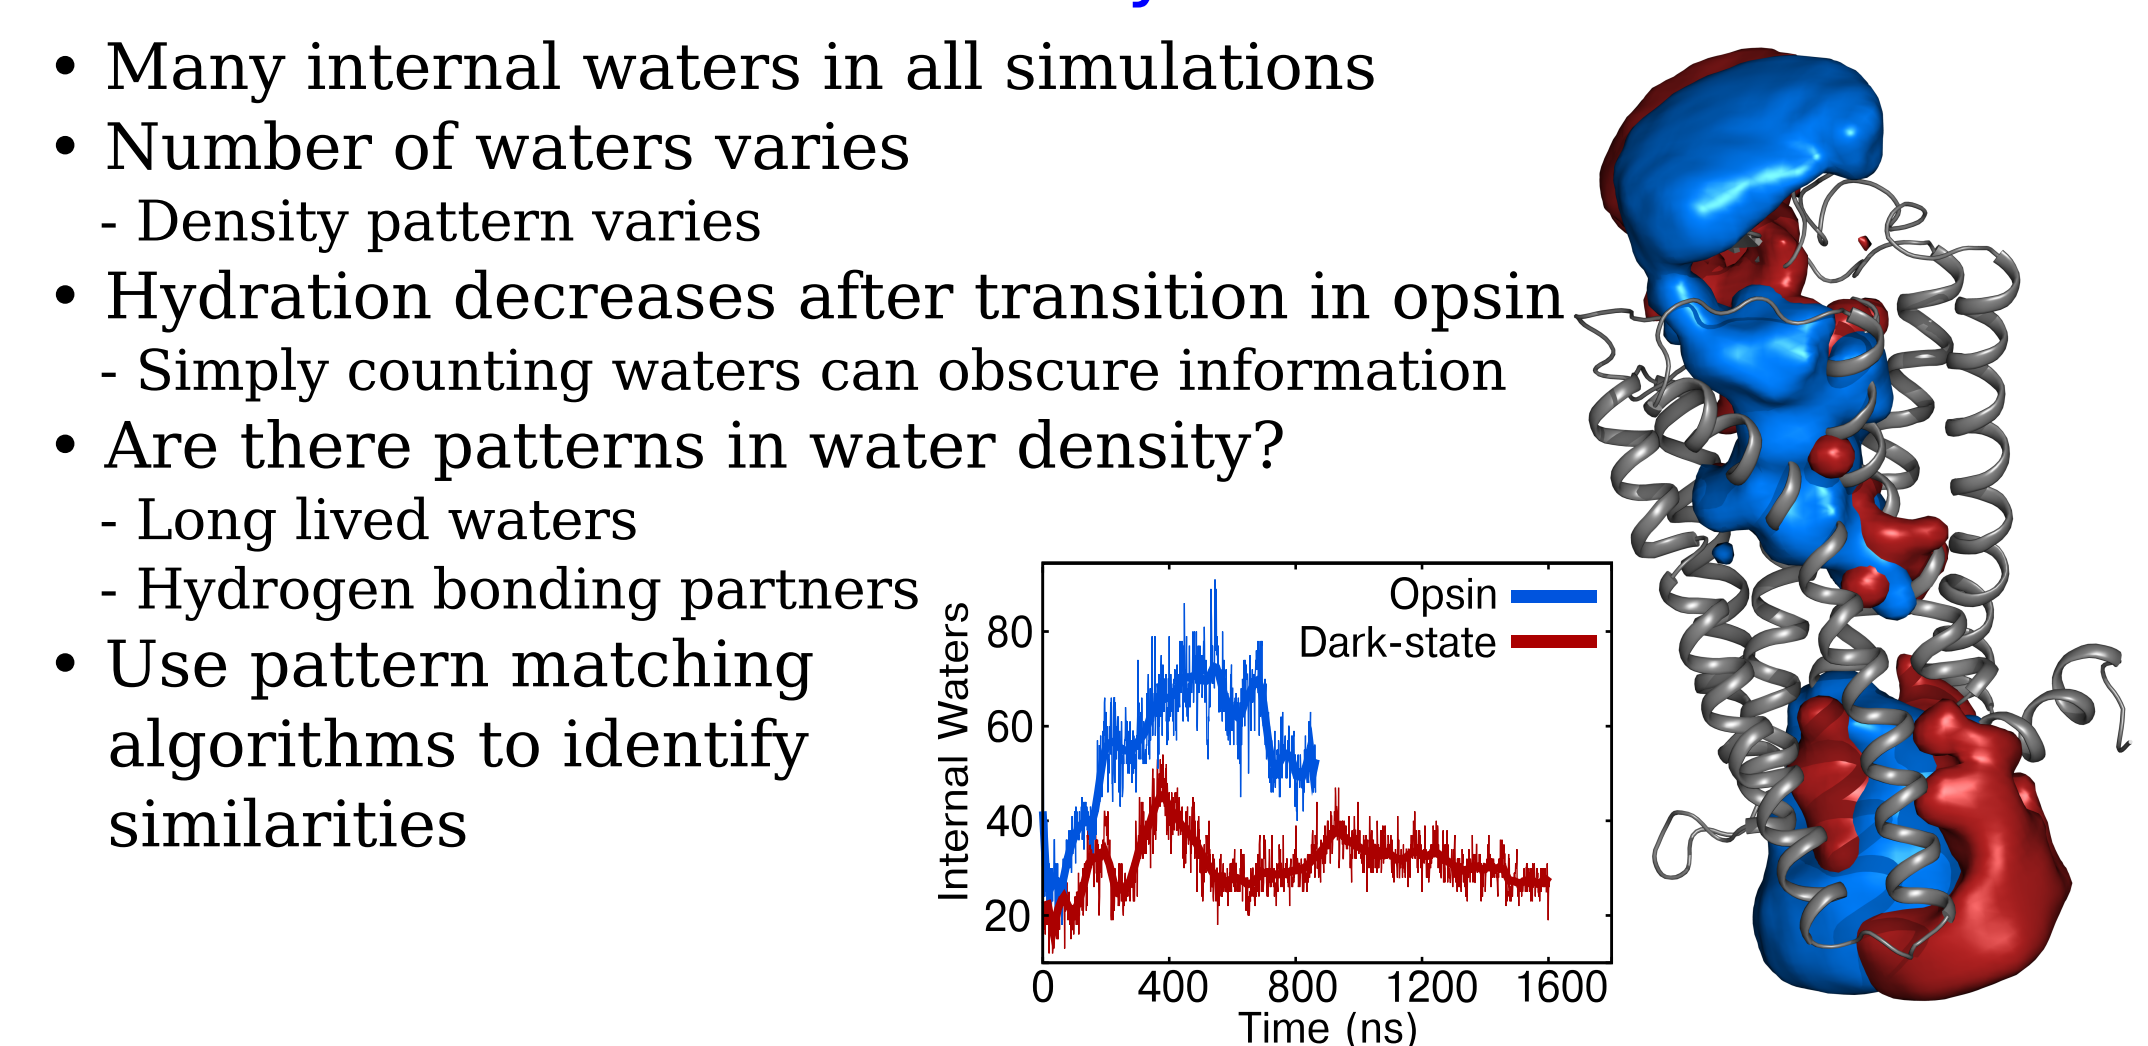 • Many internal waters in all simulations
• Number of waters varies
- Density pattern varies
• Hydration decreases after transition in opsin
- Simply counting waters can obscure information
• Are there patterns in water density?
- Long lived waters
- Hydrogen bonding partners
• Use pattern matching
algorithms to identify
similarities
Opsin
Dark-state
Internal Waters
80
60
40
20
0 400 800 1200 1600
Time (ns)